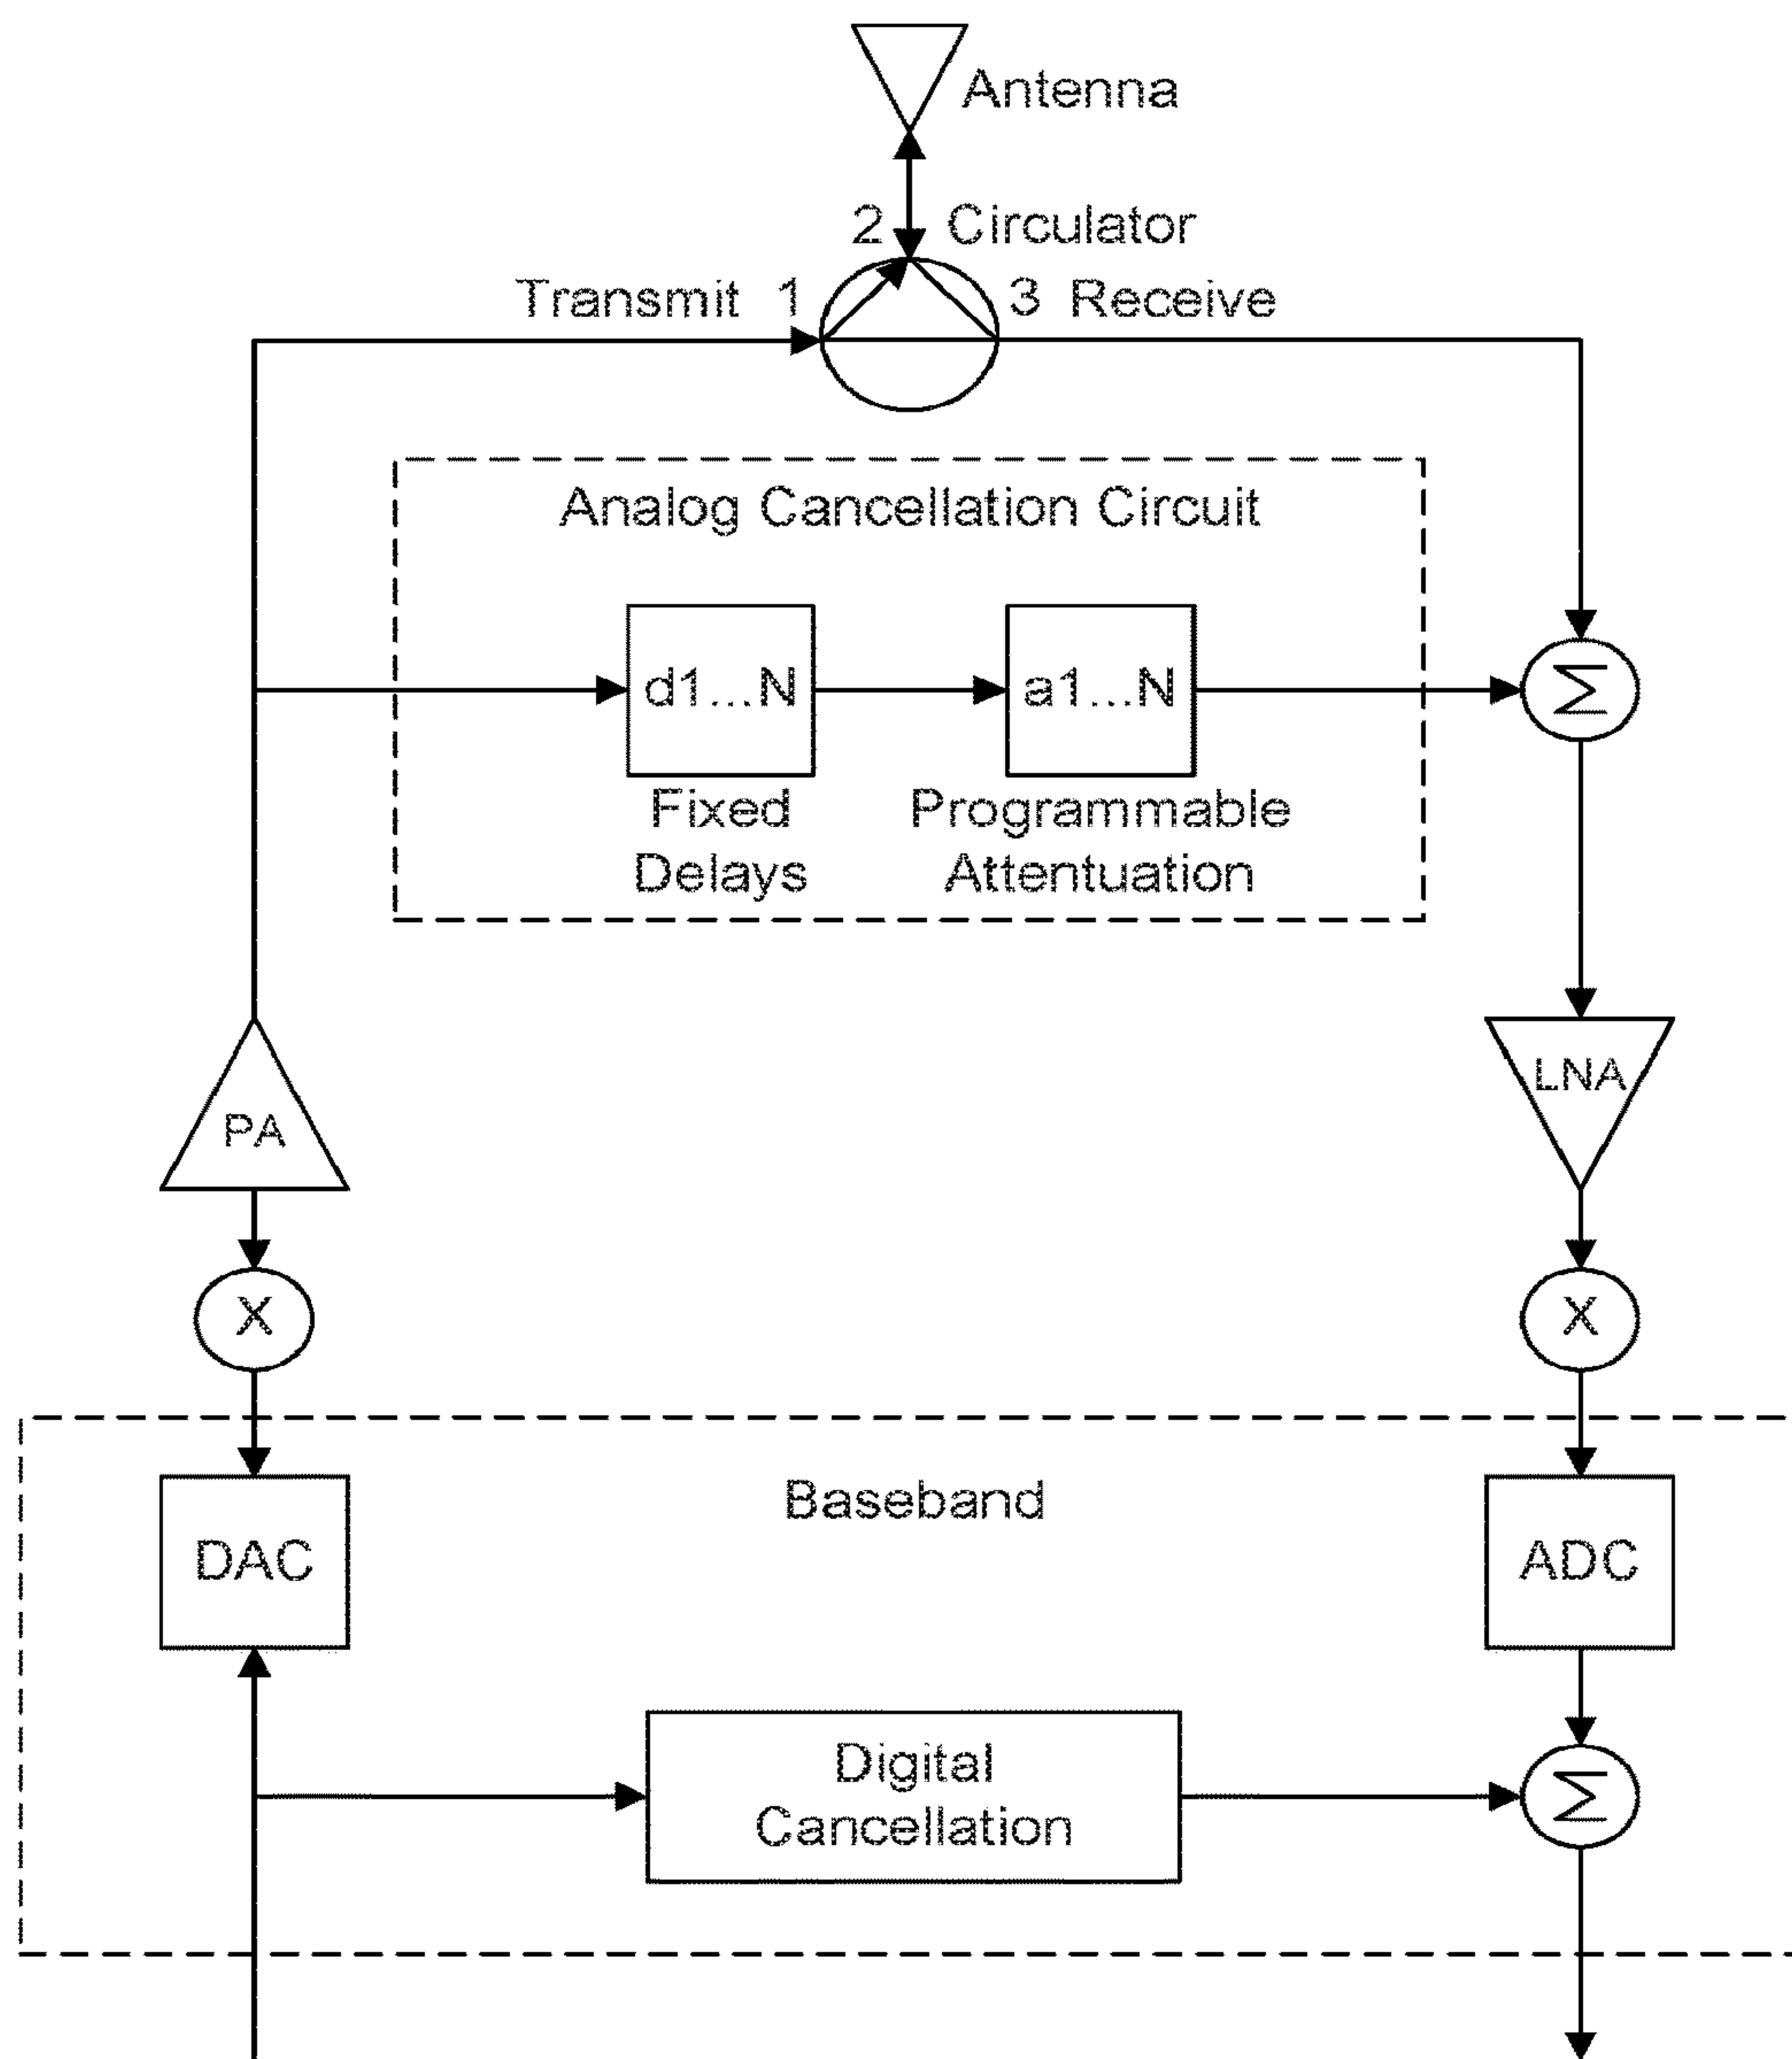 Antenna
2 Circulator
Transmit 1
3 Receive
Analog Cancellation Circuit
d1...N
a1...N
Σ
Fixed
Delays
Programmable
Attentuation
PA
LNA
X
X
Baseband
DAC
ADC
Digital
Cancellation
Σ